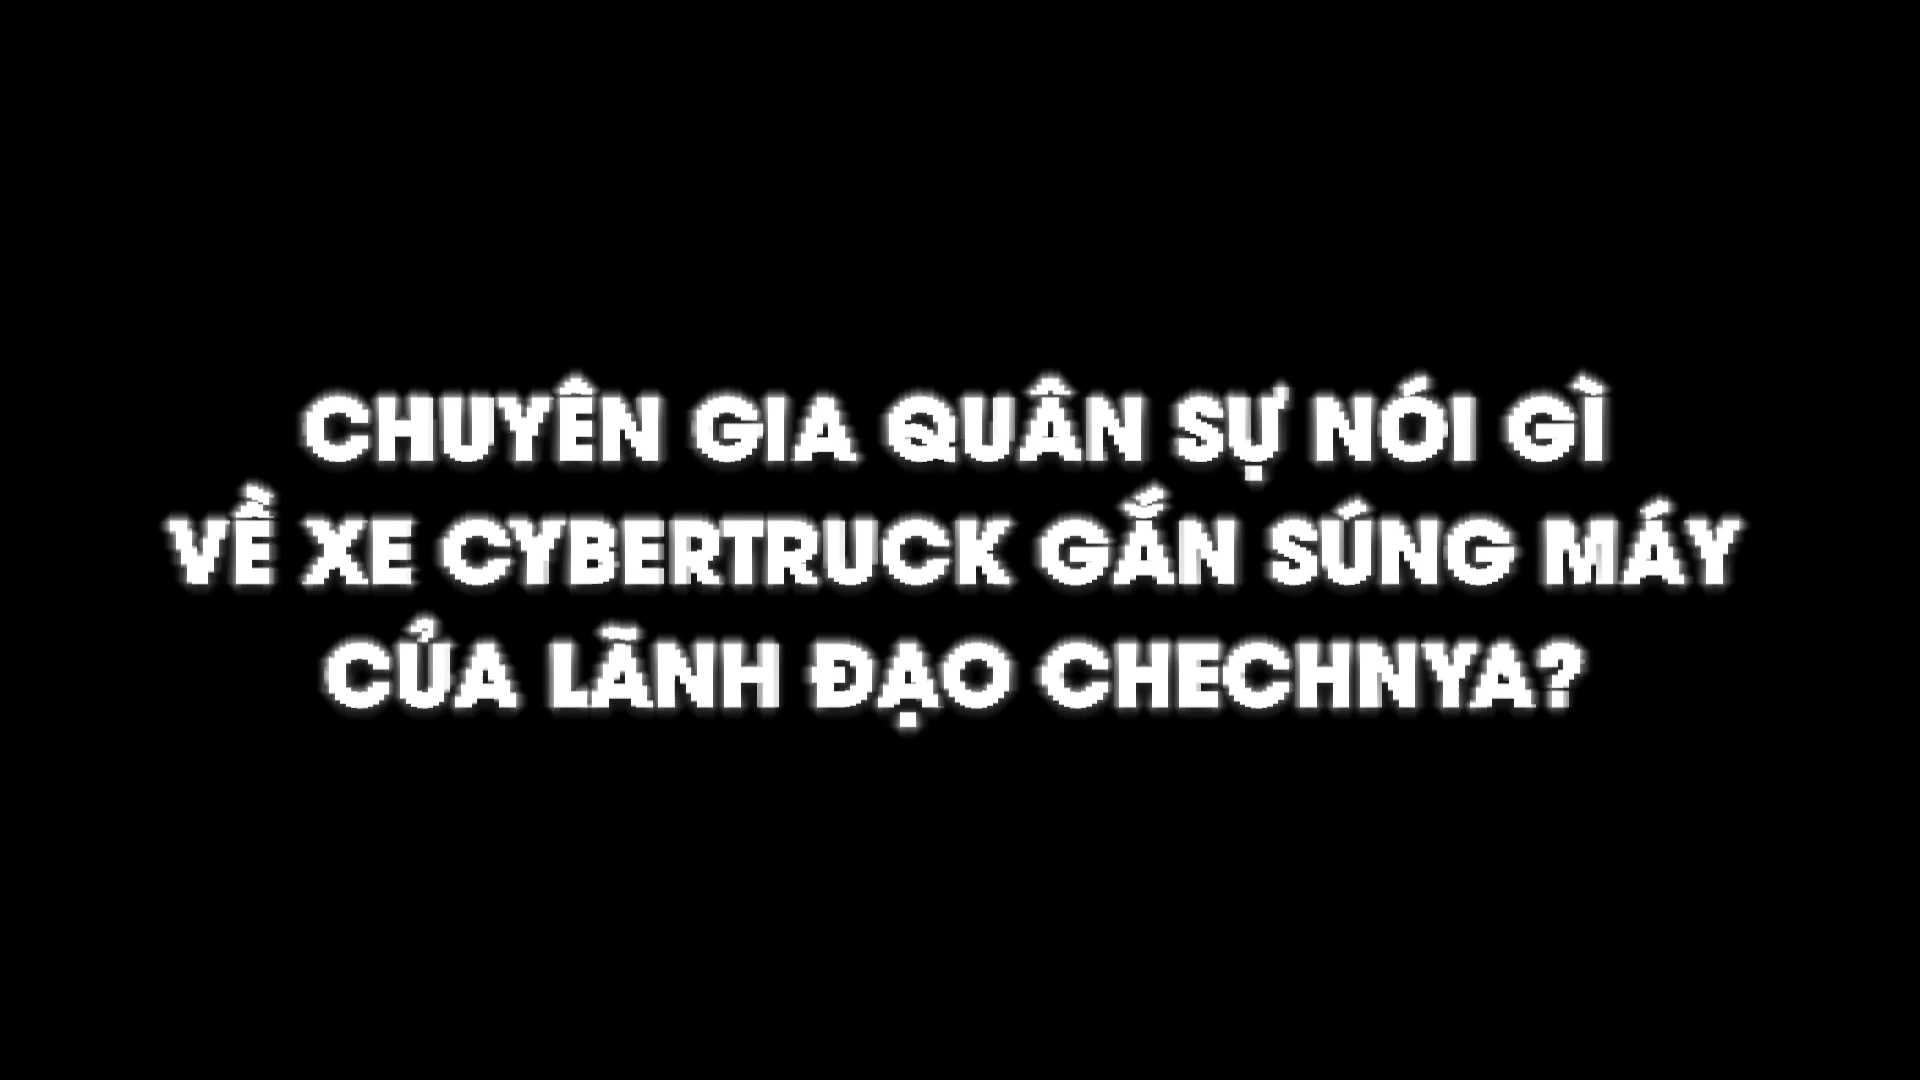 CHUYÊN GIA QUÂN SỰ NÓI GÌ
VỀ XE CYBERTRUCK GẮN SÚNG MÁY
CỦA LÃNH ĐẠO CHECHNYA?